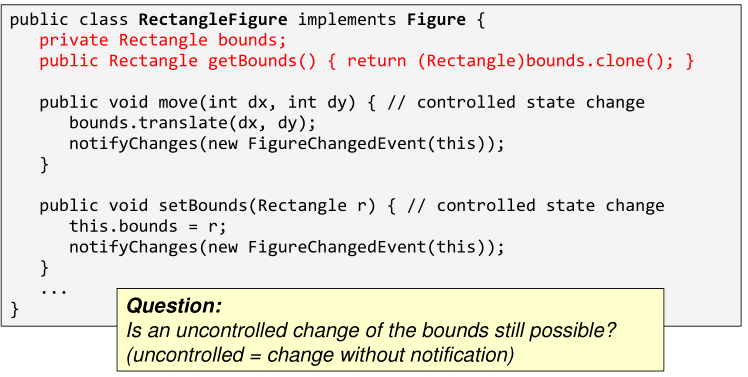 public class RectangleFigure implements Figure {
private Rectangle bounds;
public Rectangle getBounds() { return (Rectangle)bounds.clone(); }
public void move(int dx, int dy) { // controlled state change
bounds.translate(dx, dy);
notifyChanges(new FigureChangedEvent(this));
}
public void setBounds(Rectangle r) { // controlled state change
this.bounds = r;
notifyChanges(new FigureChangedEvent(this));
}
...
}
Question:
Is an uncontrolled change of the bounds still possible?
(uncontrolled = change without notification)